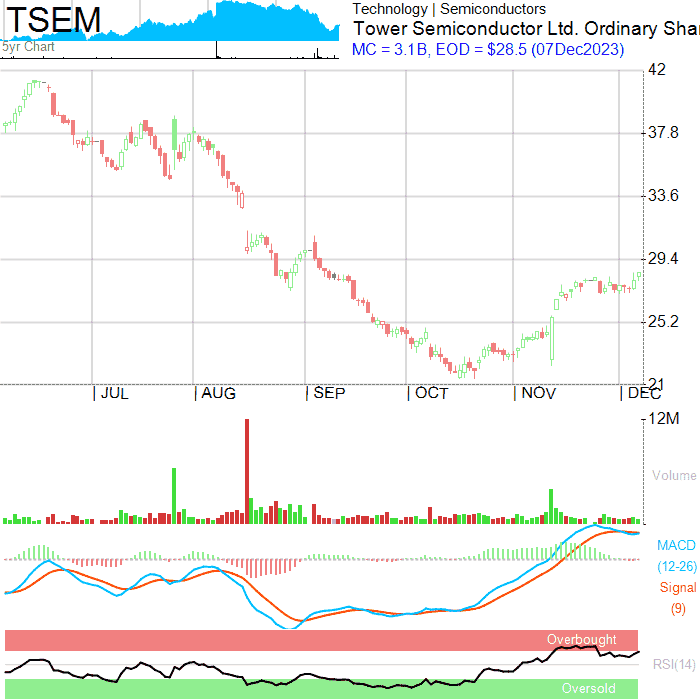 TSEM
5yr Chart
Technology | Semiconductors
Tower Semiconductor Ltd. Ordinary Shar
MC = 3.1B, EOD = $28.5 (07Dec2023)
42
37.8
33.6
29.4
25.2
21
JUL
AUG
SEP
OCT
NOV
DEC
12M
Volume
MACD
(12-26)
Signal
(9)
Overbought
RSI(14)
Oversold